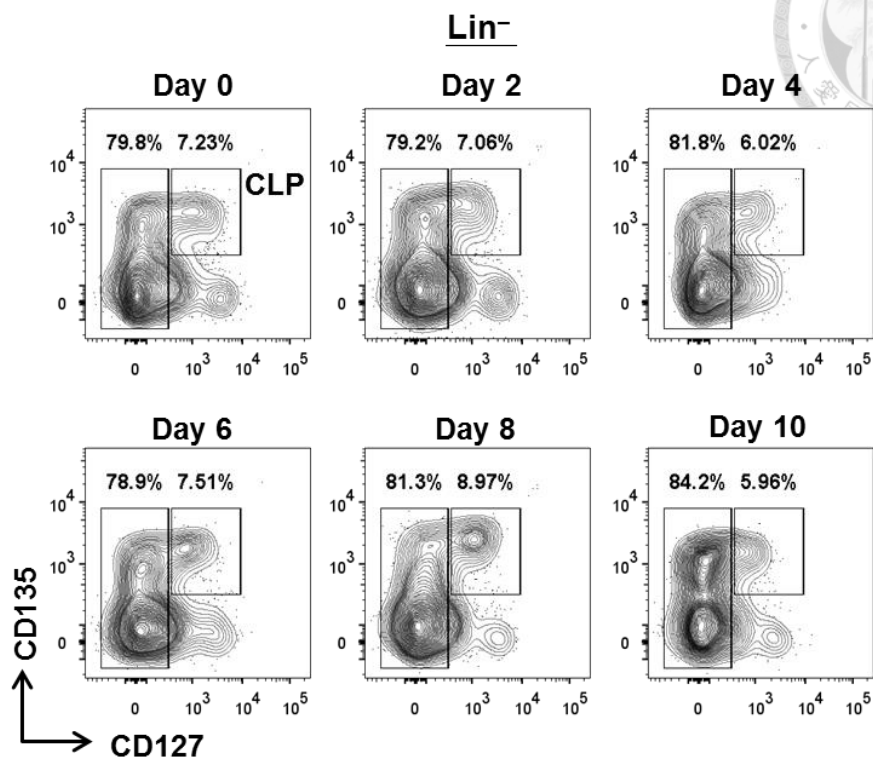 Lin⁻
Day 0 Day 2 Day 4
79.8% 7.23% 79.2% 7.06% 81.8% 6.02%
10⁴ 10⁴ 10⁴
CLP
10³ 10³ 10³
0 0 0
0 10³ 10⁴ 10⁵ 0 10³ 10⁴ 10⁵ 0 10³ 10⁴ 10⁵
Day 6 Day 8 Day 10
78.9% 7.51% 81.3% 8.97% 84.2% 5.96%
10⁴ 10⁴ 10⁴
10³ 10³ 10³
0 0 0
0 10³ 10⁴ 10⁵ 0 10³ 10⁴ 10⁵ 0 10³ 10⁴ 10⁵
CD135
CD127
人
愛